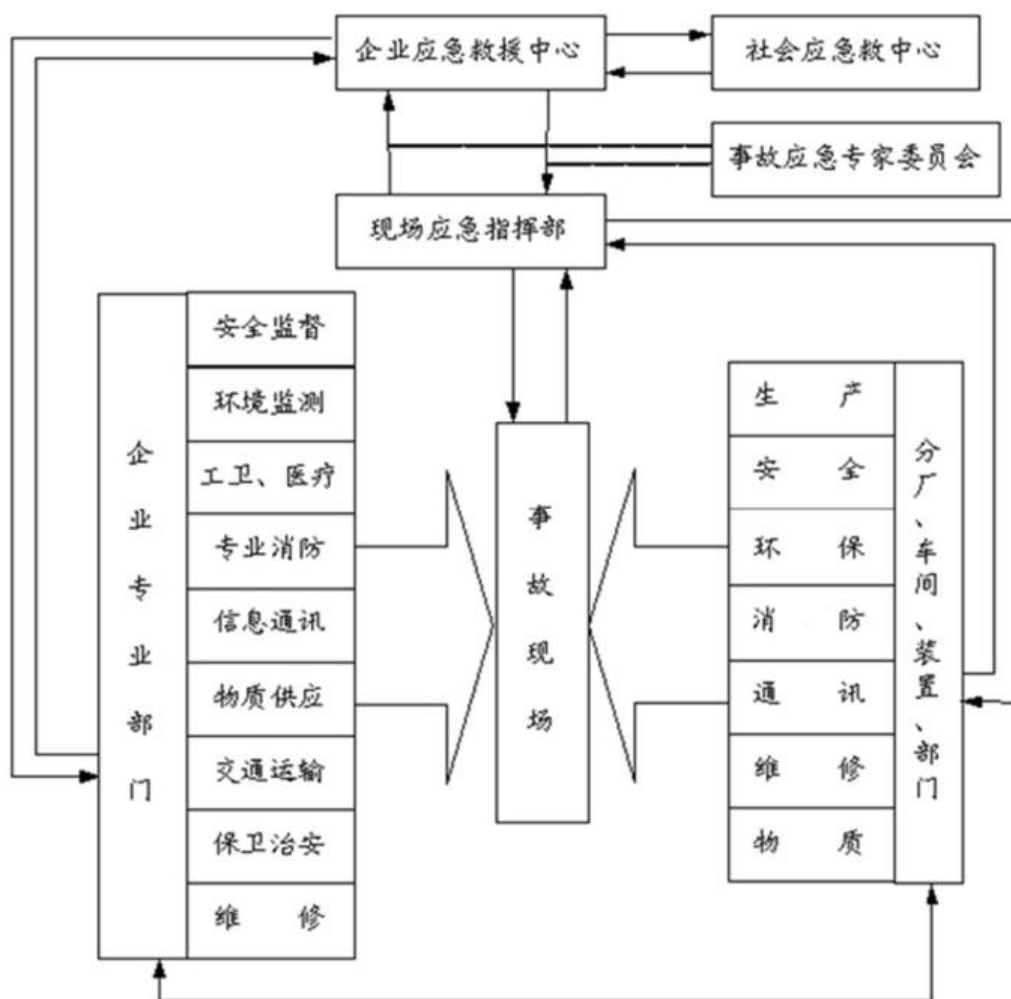 企业应急救援中心
社会应急救中心
事故应急专家委员会
现场应急指挥部
企业专业部门
安全监督
环境监测
工卫、医疗
专业消防
信息通讯
物质供应
交通运输
保卫治安
维 修
事故现场
生 产
安 全
环 保
消 防
通 讯
维 修
物 质
分厂、车间、装置、部门